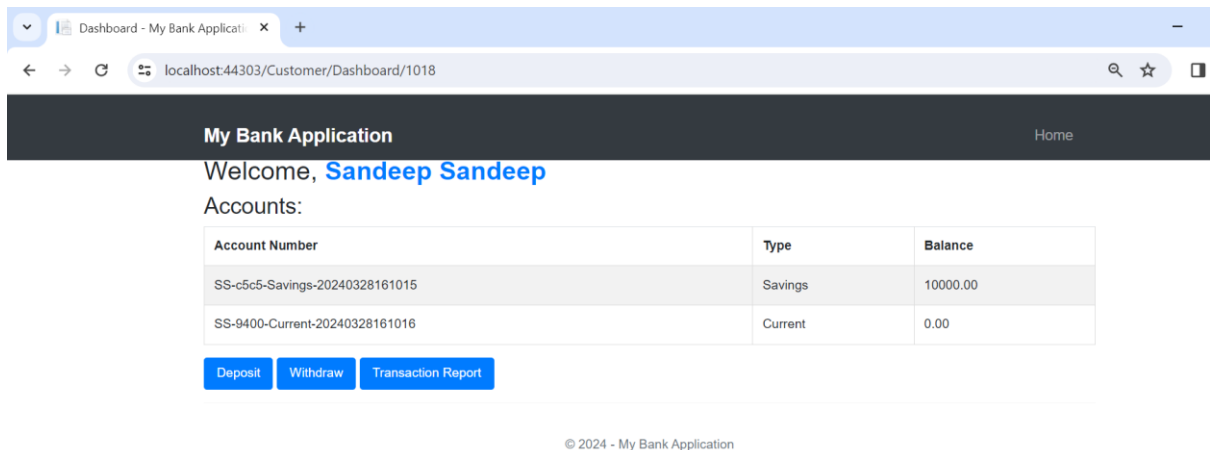 Dashboard - My Bank Applicati
localhost:44303/Customer/Dashboard/1018
My Bank Application Home
Welcome, Sandeep Sandeep
Accounts:
Account Number Type Balance
SS-c5c5-Savings-20240328161015 Savings 10000.00
SS-9400-Current-20240328161016 Current 0.00
Deposit Withdraw Transaction Report
© 2024 - My Bank Application